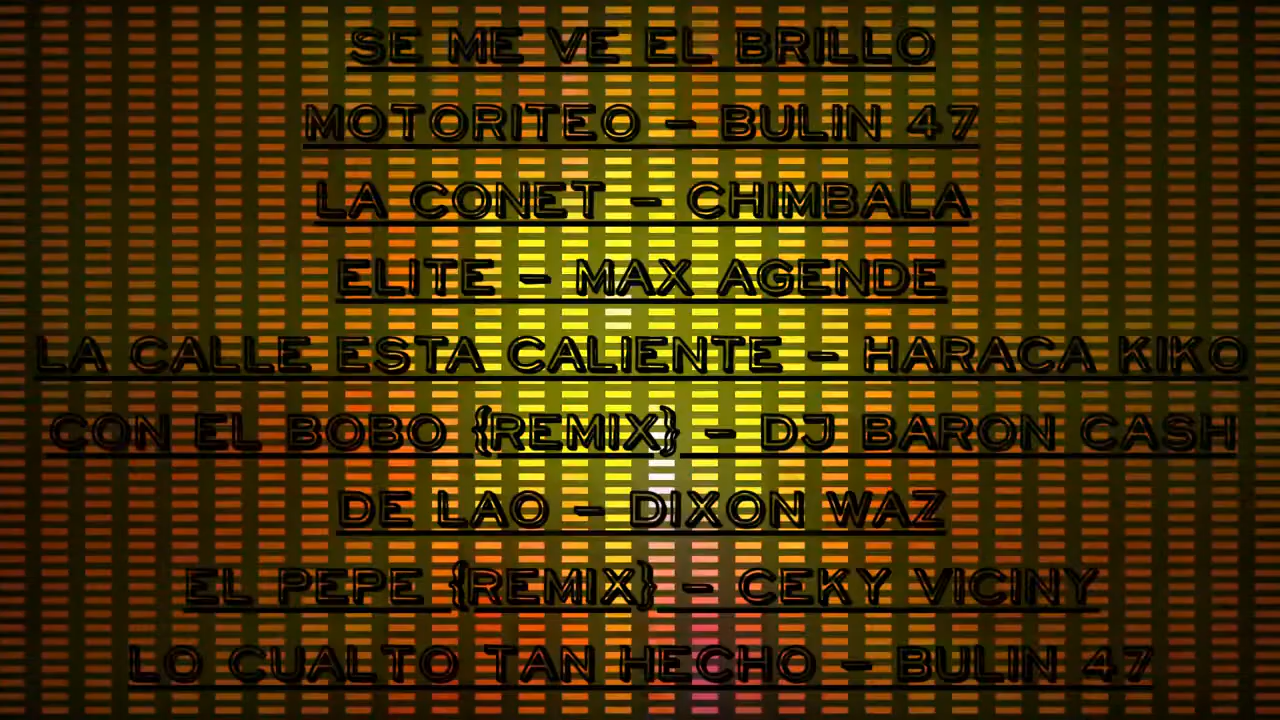 SE ME VE EL BRILLO
MOTORITEO - BULIN 47
LA CONET - CHIMBALA
ELITE - MAX AGENDE
LA CALLE ESTA CALIENTE - HARACA KIKO
CON EL BOBO {REMIX} - DJ BARON CASH
DE LAO - DIXON WAZ
EL PEPE {REMIX} - CEKY VICINY
LO CUALTO TAN HECHO - BULIN 47